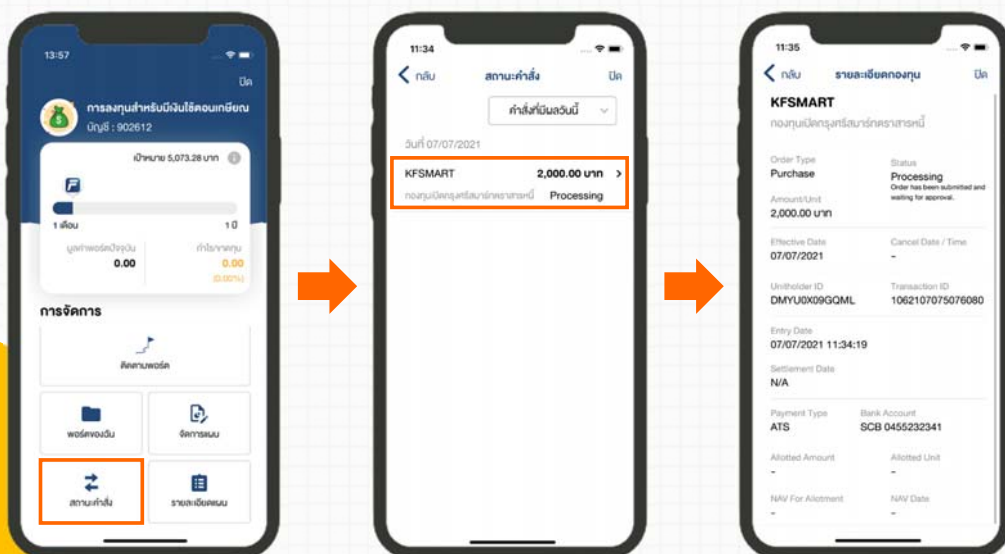 13:57
ปิด
การลงทุนสำหรับมีเงินใช้ตอนเกษียณ
บัญชี : 902612
เป้าหมาย 5,073.28 บาท
1 เดือน
1 ปี
มูลค่าพอร์ตปัจจุบัน
กำไร/ขาดทุน
0.00
0.00
(0.00%)
การจัดการ
ติดตามพอร์ต
พอร์ตของฉัน
จัดการแผน
สถานะคำสั่ง
รายละเอียดแผน
11:34
กลับ
สถานะคำสั่ง
ปิด
คำสั่งที่มีผลวันนี้
วันที่ 07/07/2021
KFSMART
2,000.00 บาท
กองทุนเปิดกรุงศรีสมาร์ทตราสารหนี้
Processing
11:35
กลับ
รายละเอียดกองทุน
ปิด
KFSMART
กองทุนเปิดกรุงศรีสมาร์ทตราสารหนี้
Order Type
Purchase
Status
Processing
Order has been submitted and
waiting for approval.
Amount/Unit
2,000.00 บาท
Effective Date
07/07/2021
Cancel Date / Time
-
Unitholder ID
DMYU0X09GQML
Transaction ID
1062107075076080
Entry Date
07/07/2021 11:34:19
Settlement Date
N/A
Payment Type
ATS
Bank Account
SCB 0455232341
Allotted Amount
-
Allotted Unit
-
NAV For Allotment
-
NAV Date
-